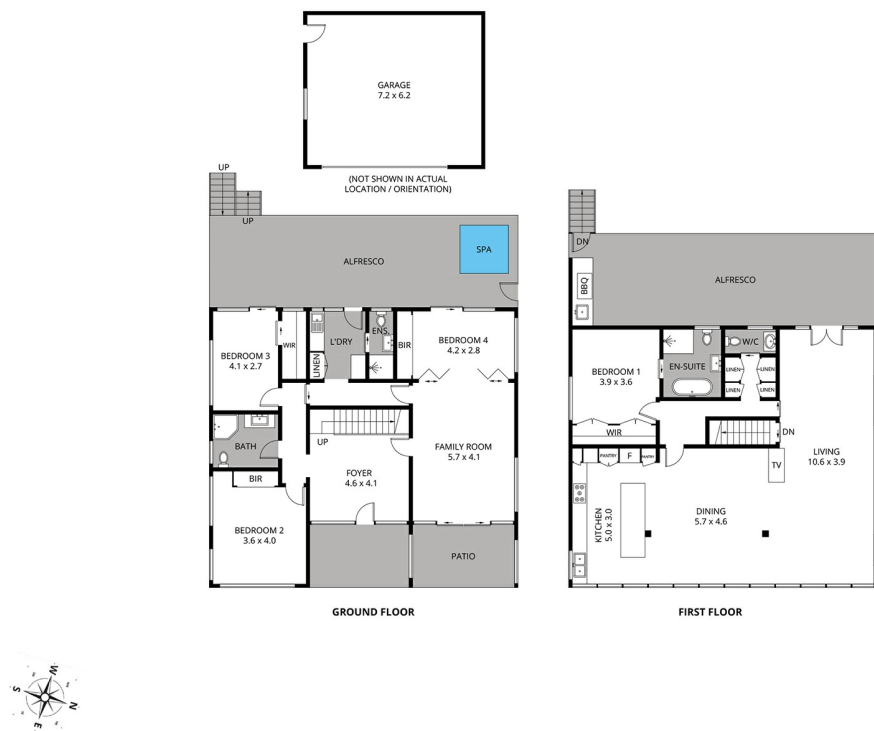 GARAGE
7.2 x 6.2
(NOT SHOWN IN ACTUAL
LOCATION / ORIENTATION)
UP
UP
ALFRESCO
SPA
BEDROOM 3
4.1 x 2.7
WIR
L'DRY
LINEN
ENS.
BIR
BEDROOM 4
4.2 x 2.8
BATH
UP
FOYER
4.6 x 4.1
FAMILY ROOM
5.7 x 4.1
BIR
BEDROOM 2
3.6 x 4.0
PATIO
GROUND FLOOR
DN
BBQ
ALFRESCO
BEDROOM 1
3.9 x 3.6
EN-SUITE
W/C
LINEN
LINEN
LINEN
LINEN
WIR
DN
PANTRY
F
PANTRY
TV
LIVING
10.6 x 3.9
KITCHEN
5.0 x 3.0
DINING
5.7 x 4.6
FIRST FLOOR
W
S
N
E